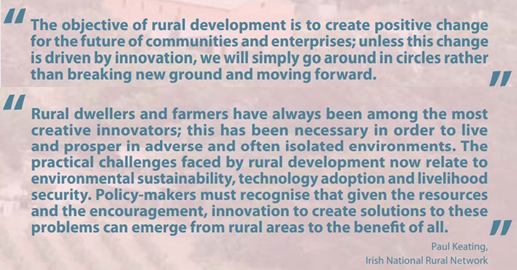 “ The objective of rural development is to create positive change
for the future of communities and enterprises; unless this change
is driven by innovation, we will simply go around in circles rather
than breaking new ground and moving forward. ”
“ Rural dwellers and farmers have always been among the most
creative innovators; this has been necessary in order to live
and prosper in adverse and often isolated environments. The
practical challenges faced by rural development now relate to
environmental sustainability, technology adoption and livelihood
security. Policy-makers must recognise that given the resources
and the encouragement, innovation to create solutions to these
problems can emerge from rural areas to the benefit of all. ”
Paul Keating,
Irish National Rural Network